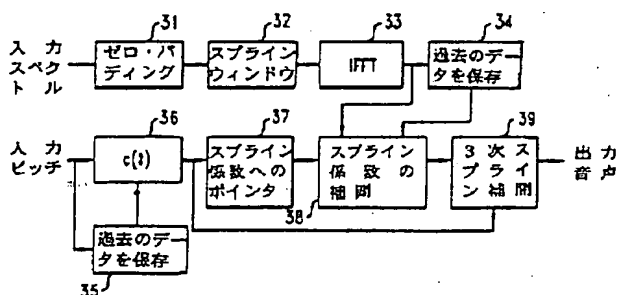 31
32
33
34
入力
スペク
トル
ゼロ・パ
ディング
スプライン
ウィンドウ
IFFT
過去のデー
タを保存
36
37
39
入力
ピッチ
c(t)
スプライン
係数への
ポインタ
スプライン
係数の
補間
38
3次ス
プライ
ン補間
出力
音声
過去のデー
タを保存
35